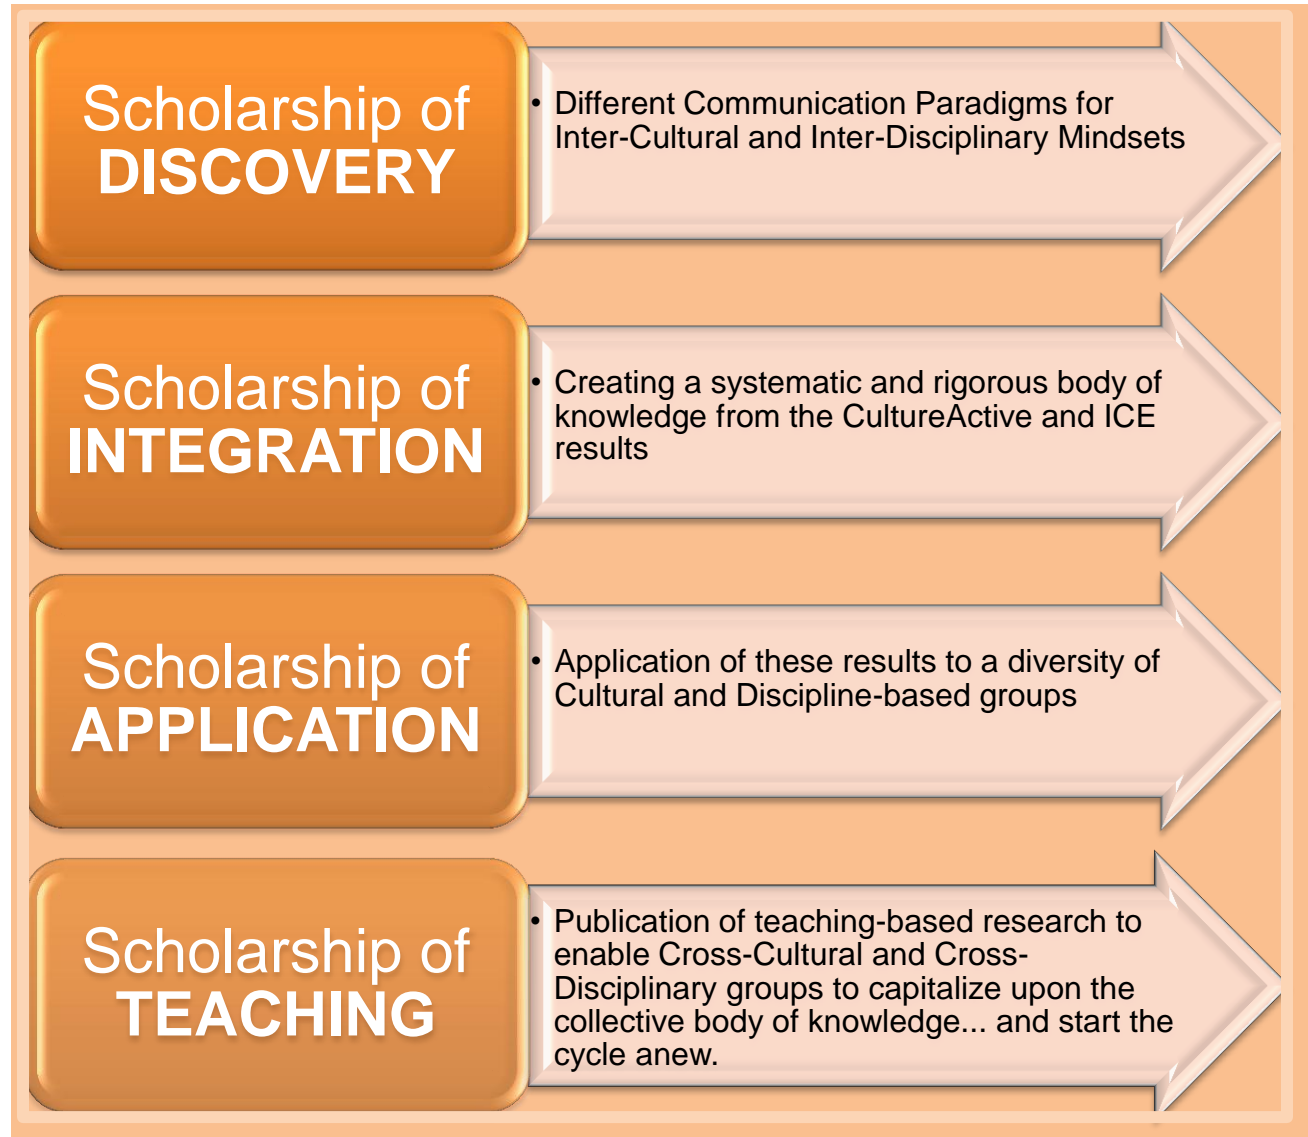 Scholarship of
DISCOVERY
• Different Communication Paradigms for
Inter-Cultural and Inter-Disciplinary Mindsets
Scholarship of
INTEGRATION
• Creating a systematic and rigorous body of
knowledge from the CultureActive and ICE
results
Scholarship of
APPLICATION
• Application of these results to a diversity of
Cultural and Discipline-based groups
Scholarship of
TEACHING
• Publication of teaching-based research to
enable Cross-Cultural and Cross-
Disciplinary groups to capitalize upon the
collective body of knowledge... and start the
cycle anew.